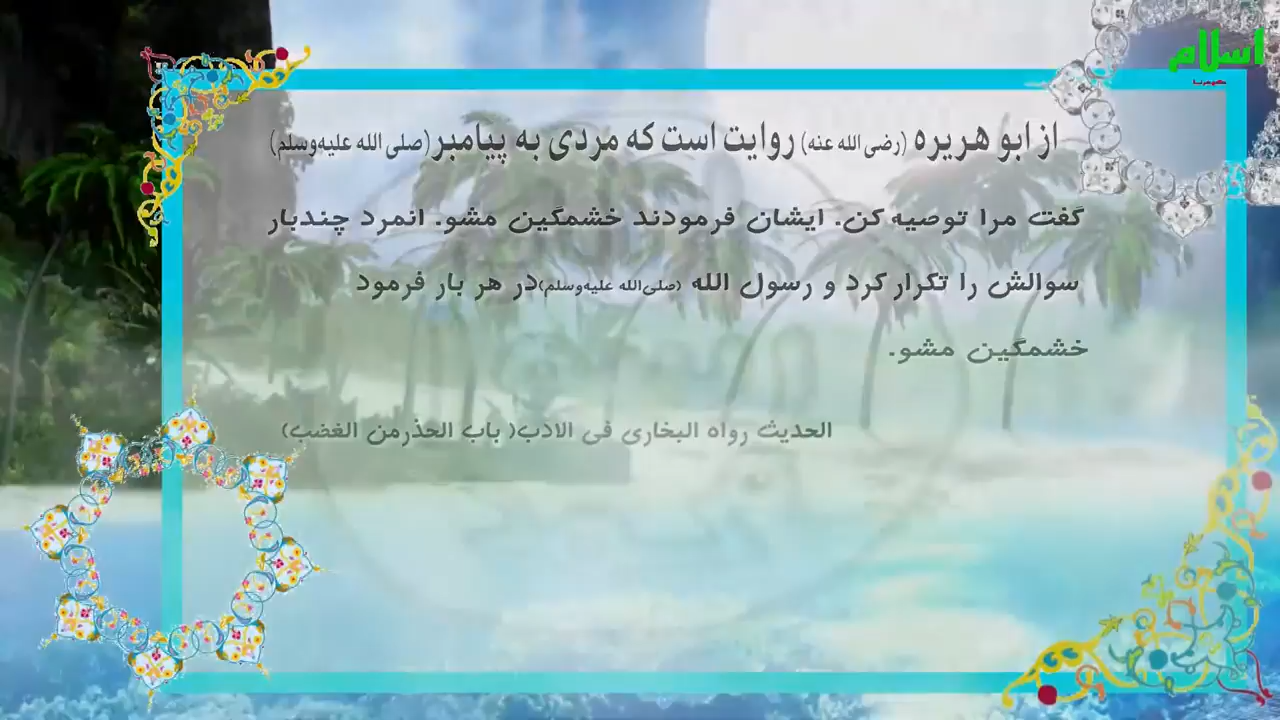 اسلام
از ابو هریره (رضی الله عنه) روایت است که مردی به پیامبر(صلی الله علیه‌وسلم)
گفت مرا توصیه کن. ایشان فرمودند خشمگین مشو. انمرد چندبار
سوالش را تکرار کرد و رسول الله (صلی‌الله علیه‌وسلم)در هر بار فرمود
خشمگین مشو.
الحدیث رواه البخاری فی الادب( باب الحذرمن الغضب)